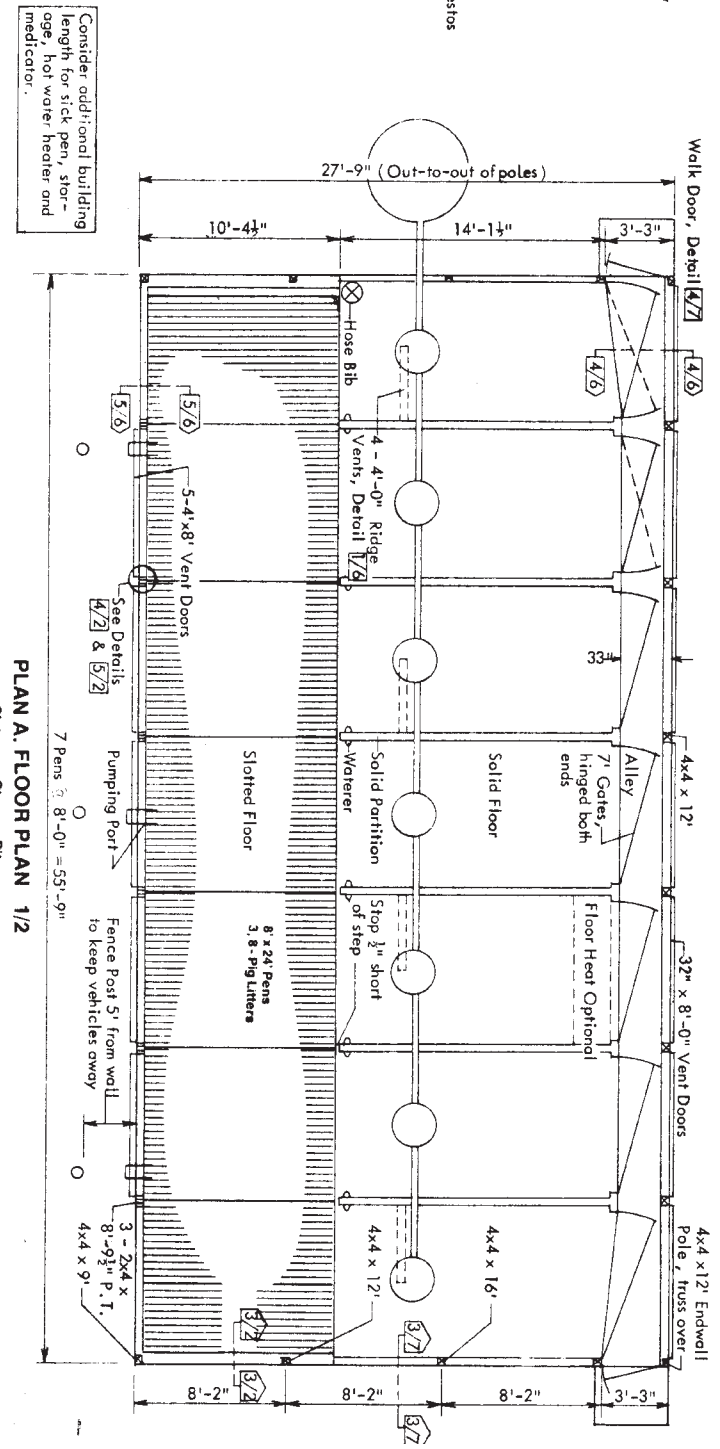 estos
Walk Door, Detail 4/7
27'-9" (Out-to-out of poles)
10'-4½"
14'-1½"
3'-3"
Consider additional building
length for sick pen, stor-
age, hot water heater and
medicator.
Hose Bib
4/6
4/6
5/6
5/6
4 - 4'-0" Ridge
Vents, Detail 1/6
5-4'x8' Vent Doors
See Details
4/2 & 5/2
33"
4x4 x 12'
Alley
7' Gates,
hinged both
ends
Solid Floor
Solid Partition
Waterer
Slotted Floor
Pumping Port
32" x 8'-0" Vent Doors
Floor Heat Optional
Stop ½" short
of step
8' x 24' Pens
3, 8-Pig Litters
Fence Post 5' from wall
to keep vehicles away
4x4 x 12' Endwall
Pole, truss over
4x4 x 16'
4x4 x 12'
3 - 2x4 x
8'-9½" P.T.
4x4 x 9'
3/7
3/7
3/2
3/2
8'-2"
8'-2"
8'-2"
3'-3"
7 Pens @ 8'-0" = 55'-9"
PLAN A. FLOOR PLAN 1/2